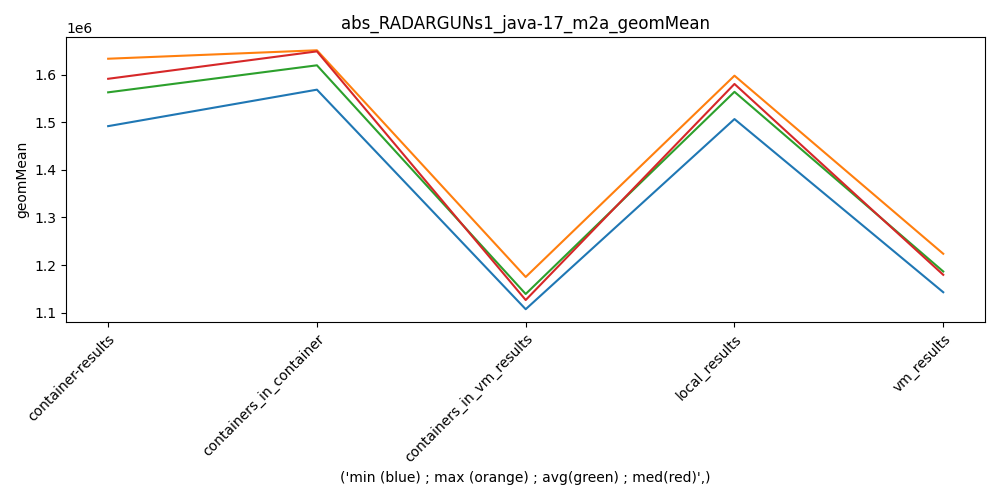 abs_RADARGUNs1_java-17_m2a_geomMean
1e6
1.6
1.5
1.4
1.3
1.2
1.1
geomMean
container-results
containers_in_container
containers_in_vm_results
local_results
vm_results
('min (blue) ; max (orange) ; avg(green) ; med(red)',)